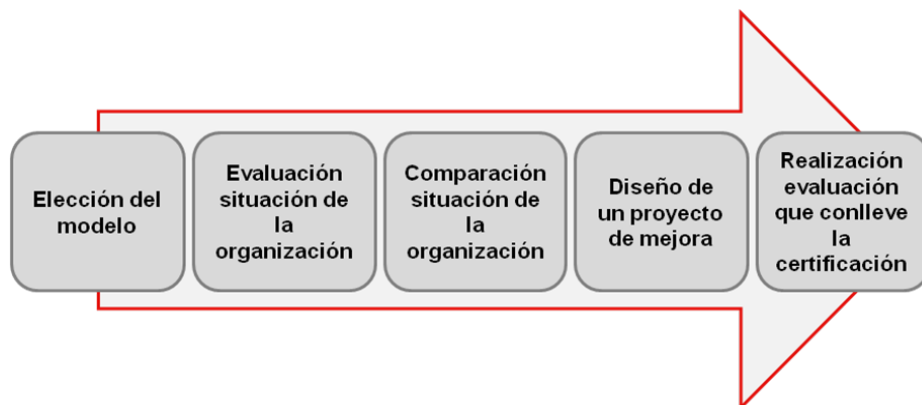 Elección del
modelo
Evaluación
situación de
la
organización
Comparación
situación de
la
organización
Diseño de
un proyecto
de mejora
Realización
evaluación
que conlleve
la
certificación